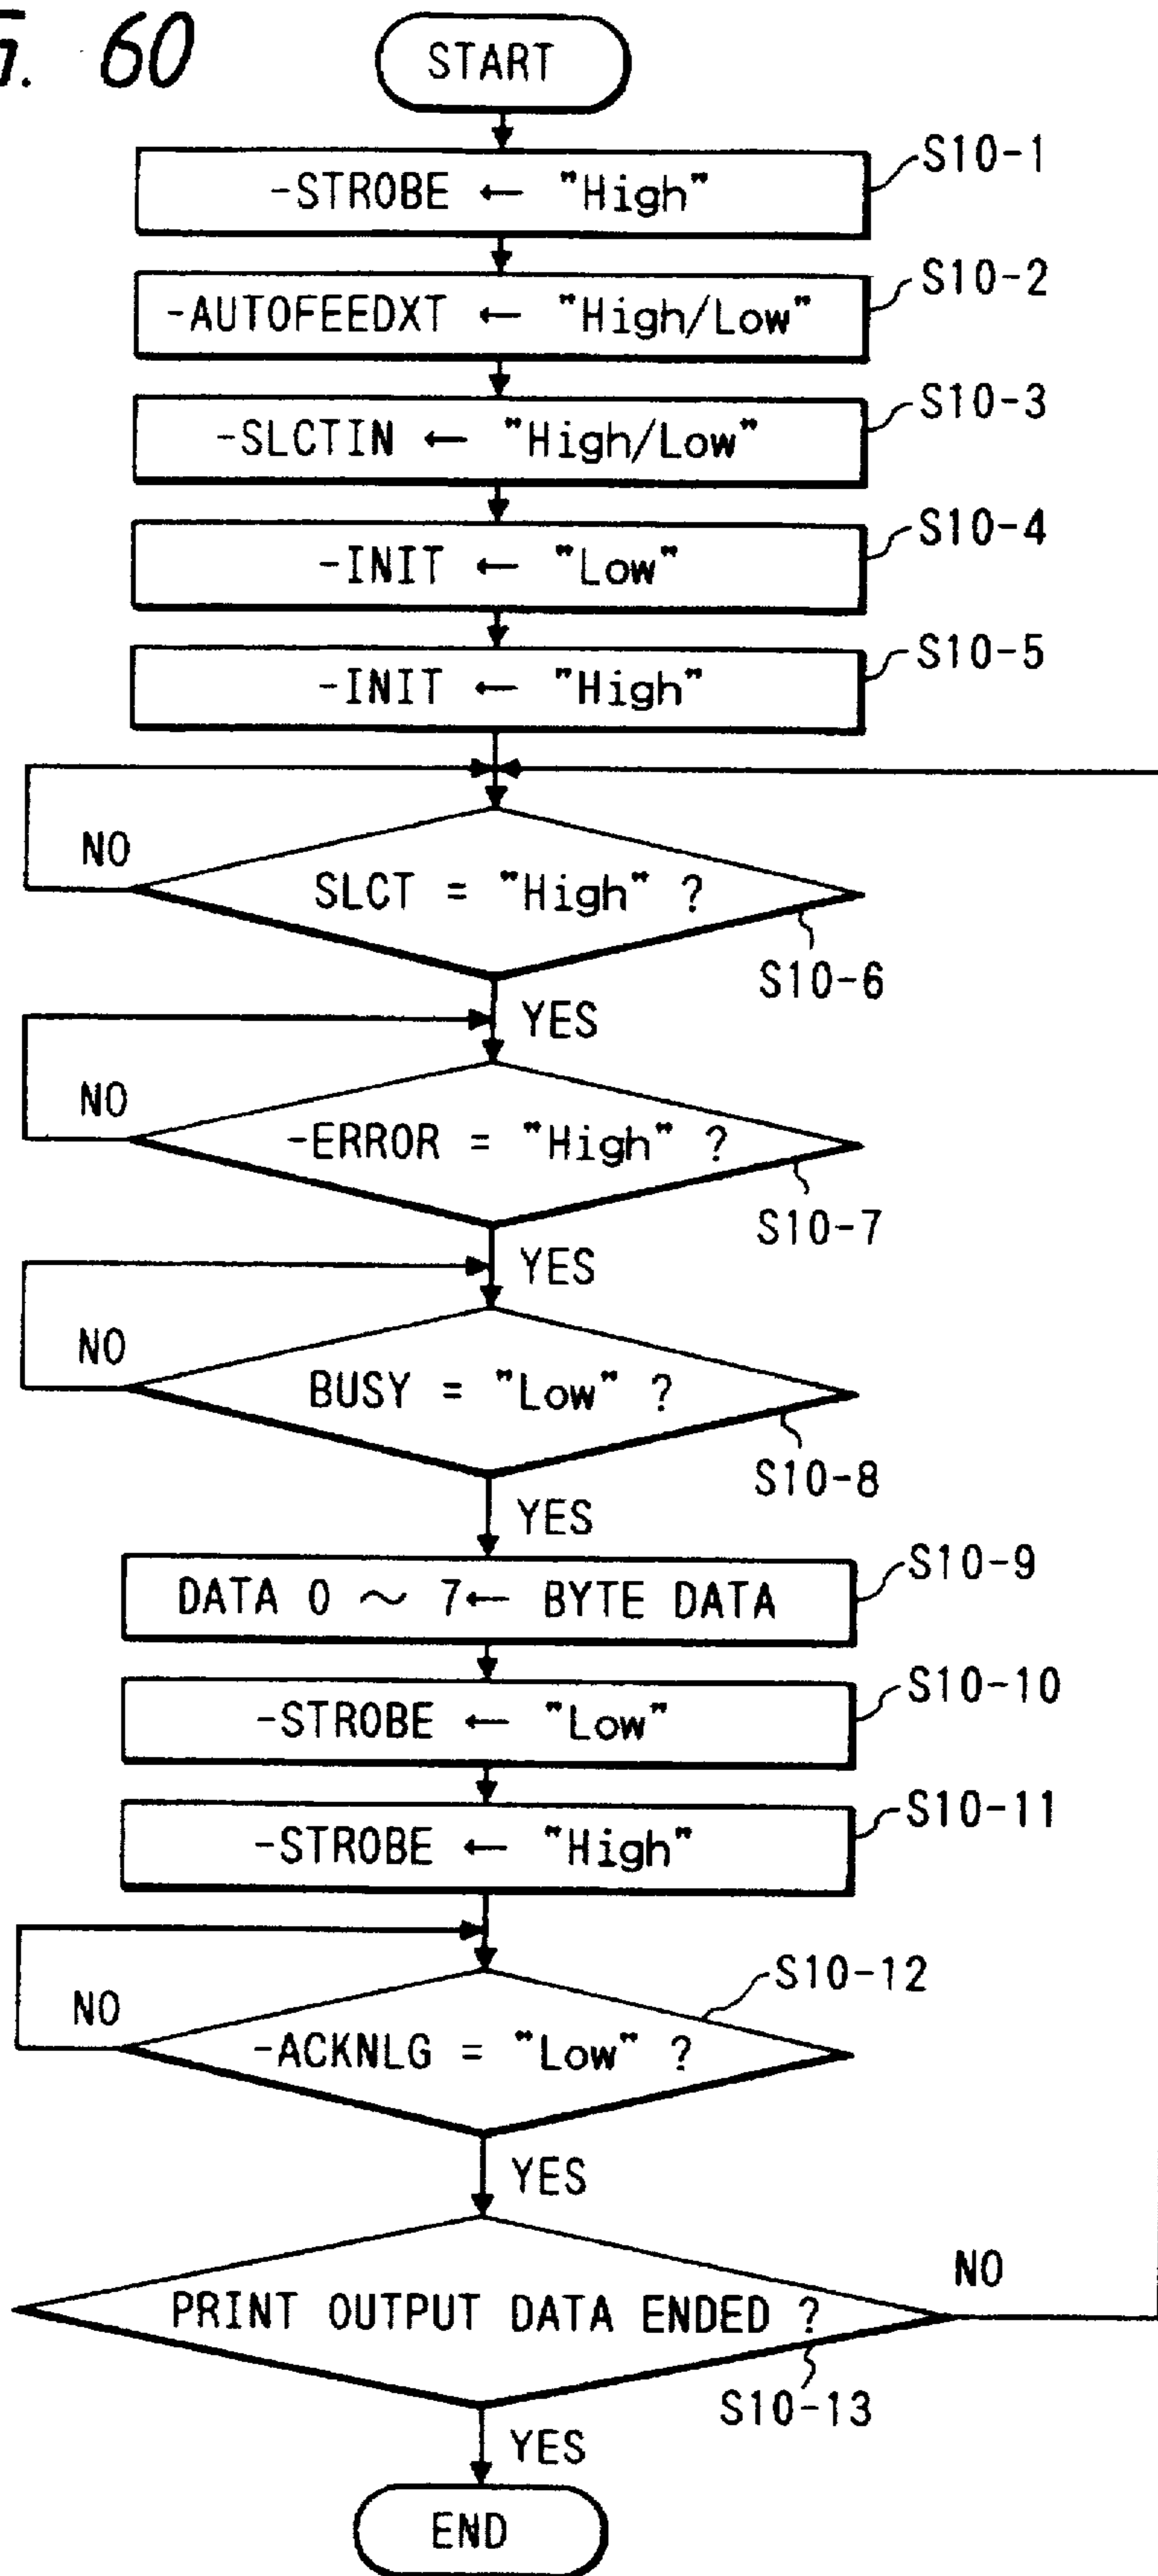 G. 60
START
-STROBE ← "High"
S10-1
-AUTOFEEDXT ← "High/Low"
S10-2
-SLCTIN ← "High/Low"
S10-3
-INIT ← "Low"
S10-4
-INIT ← "High"
S10-5
NO
SLCT = "High" ?
S10-6
YES
NO
-ERROR = "High" ?
S10-7
YES
NO
BUSY = "Low" ?
S10-8
YES
DATA 0 ~ 7← BYTE DATA
S10-9
-STROBE ← "Low"
S10-10
-STROBE ← "High"
S10-11
S10-12
NO
-ACKNLG = "Low" ?
YES
NO
PRINT OUTPUT DATA ENDED ?
S10-13
YES
END